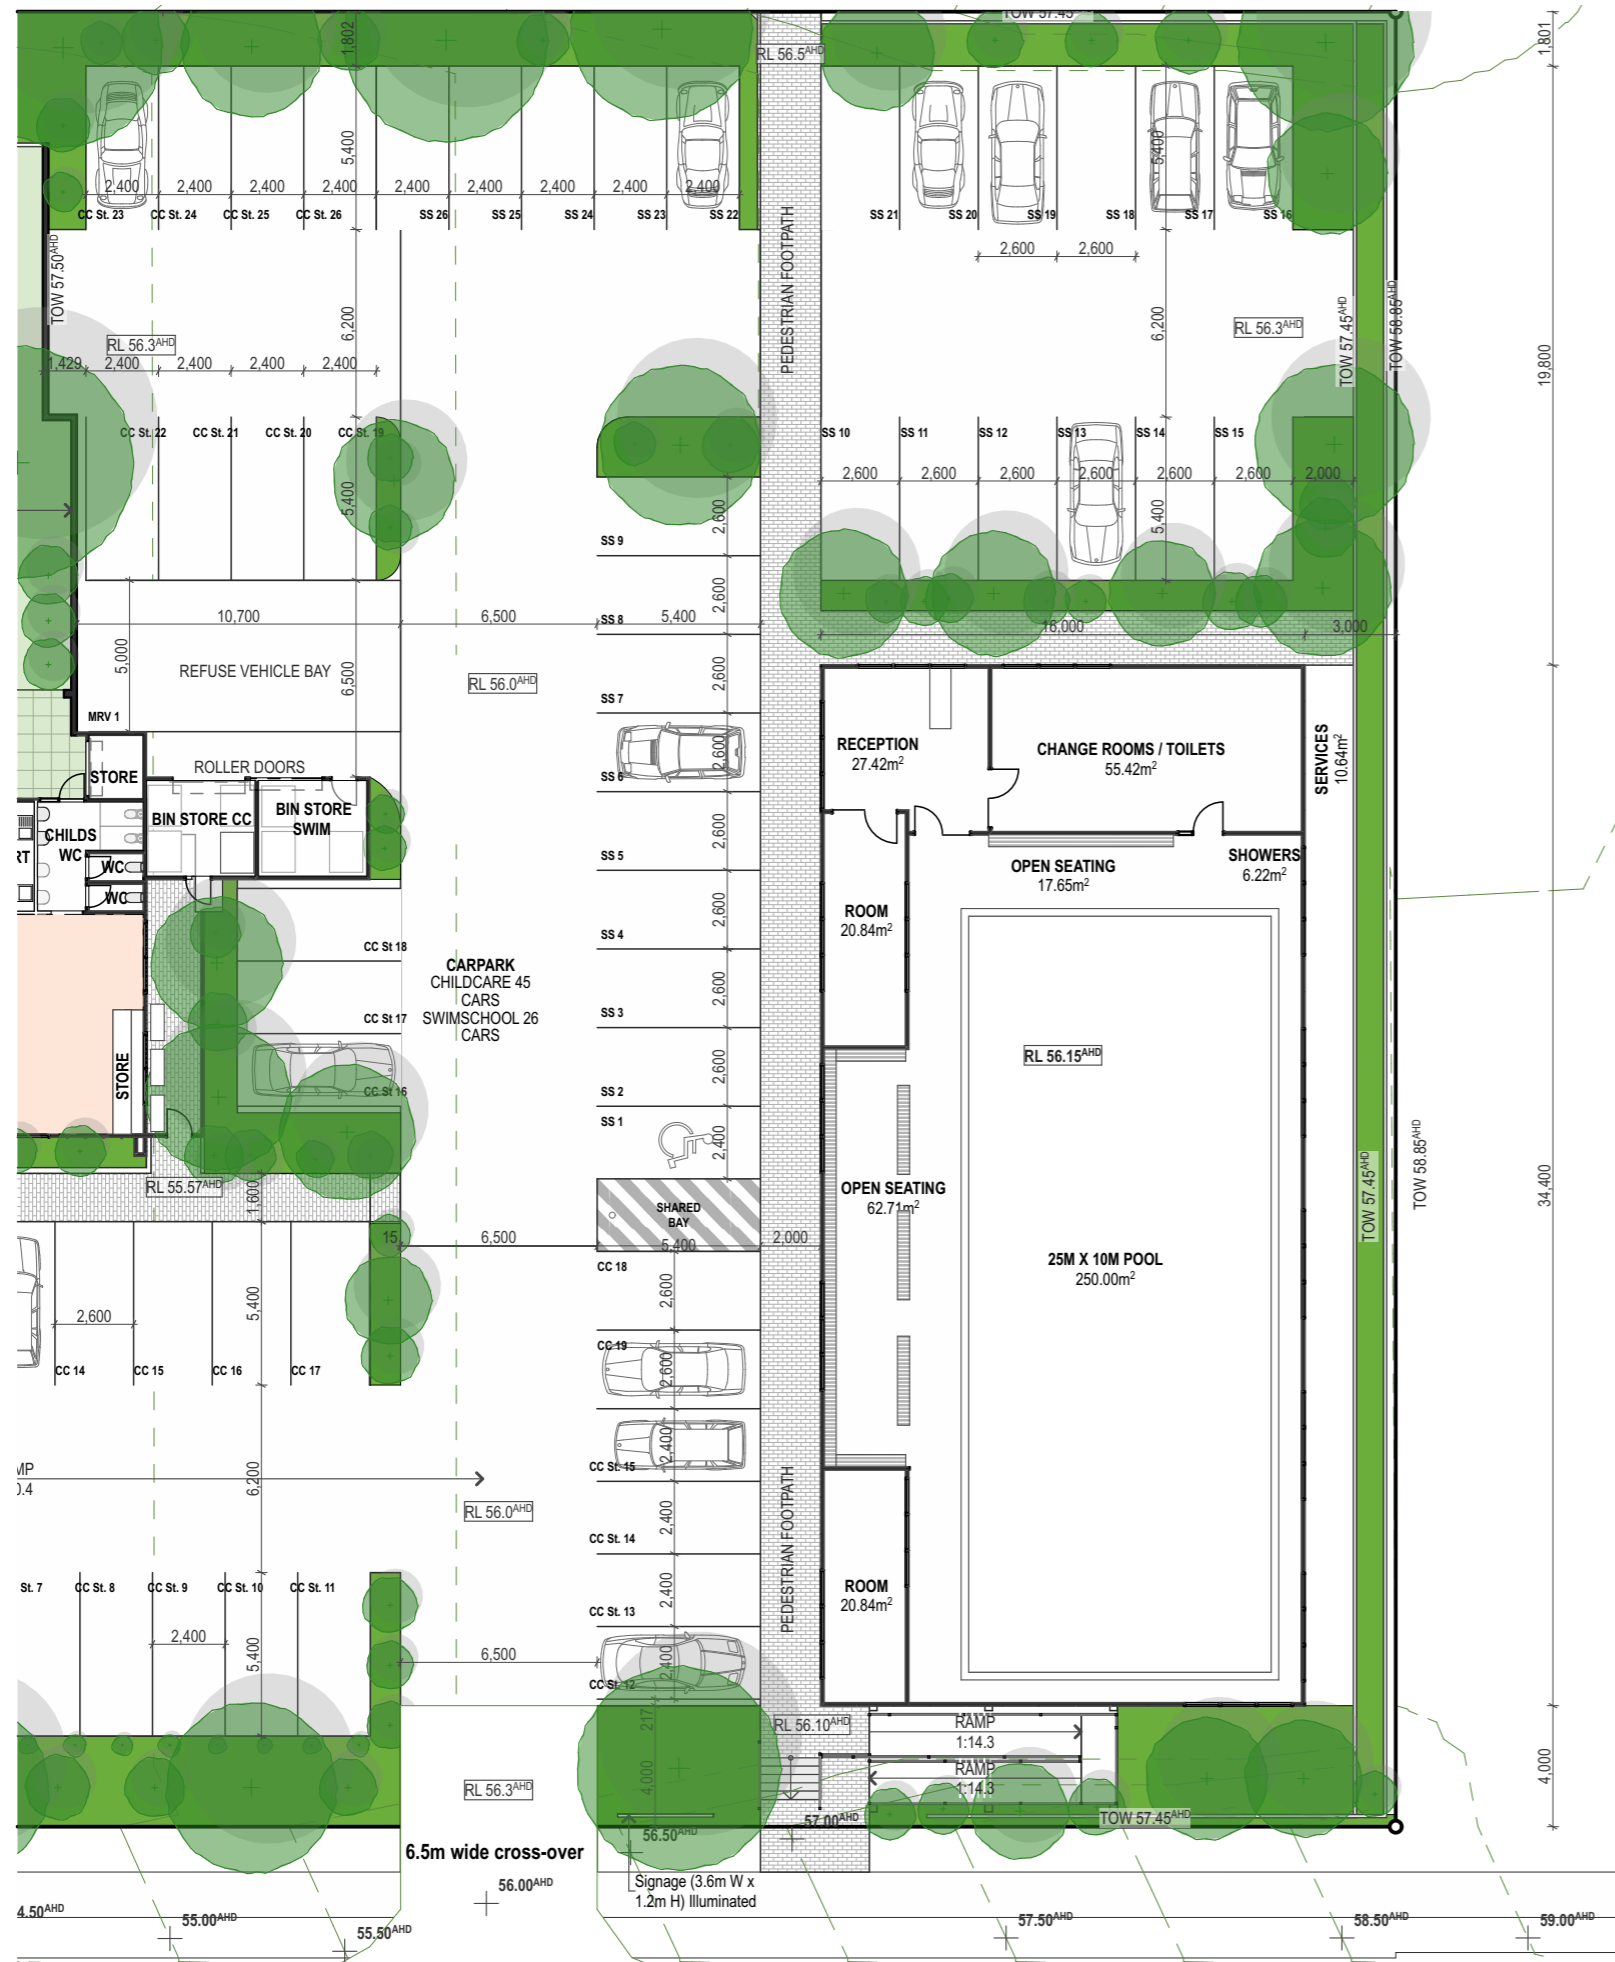 TOW 57.45
RL 56.5AHD
1,802
1,801
5,400
5,400
2,400
2,400
2,400
2,400
2,400
2,400
2,400
2,400
2,400
CC St. 23
CC St. 24
CC St. 25
CC St. 26
SS 26
SS 25
SS 24
SS 23
SS 22
SS 21
SS 20
SS 19
SS 18
SS 17
SS 16
2,600
2,600
PEDESTRIAN FOOTPATH
TOW 57.50AHD
RL 56.3AHD
6,200
6,200
RL 56.3AHD
TOW 57.45AHD
TOW 58.85AHD
19,800
1,429
2,400
2,400
2,400
2,400
CC St. 22
CC St. 21
CC St. 20
CC St. 19
SS 10
SS 11
SS 12
SS 13
SS 14
SS 15
2,600
2,600
2,600
2,600
2,600
2,600
2,000
5,400
5,400
2,600
SS 9
2,600
SS 8
10,700
6,500
5,400
16,000
3,000
5,000
REFUSE VEHICLE BAY
6,500
RL 56.0AHD
2,600
SS 7
MRV 1
2,600
SS 6
RECEPTION
27.42m2
CHANGE ROOMS / TOILETS
55.42m2
SERVICES
10.64m2
STORE
ROLLER DOORS
BIN STORE CC
BIN STORE
SWIM
CHILDS
WC
RT
WC
WC
2,600
SS 5
OPEN SEATING
17.65m2
SHOWERS
6.22m2
2,600
SS 4
ROOM
20.84m2
CC St 18
CARPARK
CHILDCARE 45
CARS
SWIMSCHOOL 26
CARS
2,600
SS 3
CC St 17
STORE
RL 56.15AHD
2,600
SS 2
CC St 16
SS 1
2,400
TOW 57.45AHD
TOW 58.85AHD
34,400
RL 55.57AHD
1,600
SHARED
BAY
OPEN SEATING
62.71m2
15
6,500
5,400
2,000
25M X 10M POOL
250.00m2
CC 18
2,600
2,600
5,400
CC 14
CC 15
CC 16
CC 17
CC 19
2,600
2,400
CC St. 15
MP
0.4
6,200
RL 56.0AHD
2,400
CC St. 14
PEDESTRIAN FOOTPATH
St. 7
CC St. 8
CC St. 9
CC St. 10
CC St. 11
2,400
CC St. 13
ROOM
20.84m2
2,400
5,400
6,500
2,400
CC St. 12
217
RL 56.10AHD
RAMP
1:14.3
RAMP
1:14.3
4,000
4,000
RL 56.3AHD
TOW 57.45AHD
57.00AHD
56.50AHD
6.5m wide cross-over
Signage (3.6m W x
1.2m H) Illuminated
56.00AHD
4.50AHD
55.00AHD
55.50AHD
57.50AHD
58.50AHD
59.00AHD